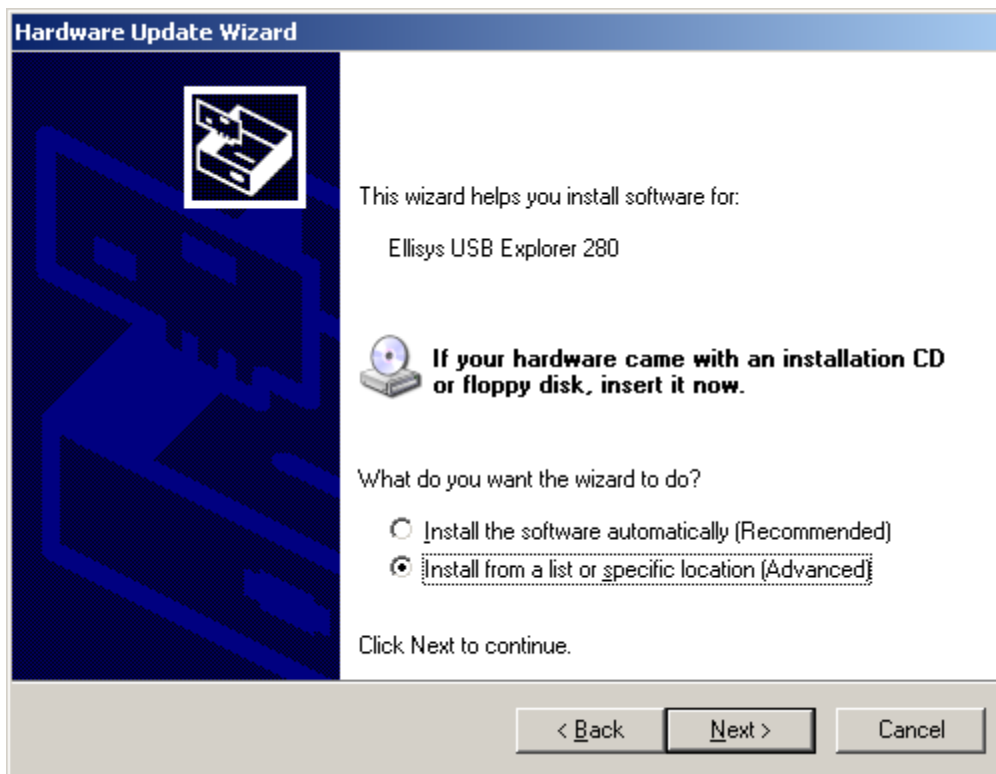 Hardware Update Wizard
This wizard helps you install software for:
Ellisys USB Explorer 280
If your hardware came with an installation CD
or floppy disk, insert it now.
What do you want the wizard to do?
Install the software automatically (Recommended)
Install from a list or specific location (Advanced)
Click Next to continue.
< Back
Next >
Cancel